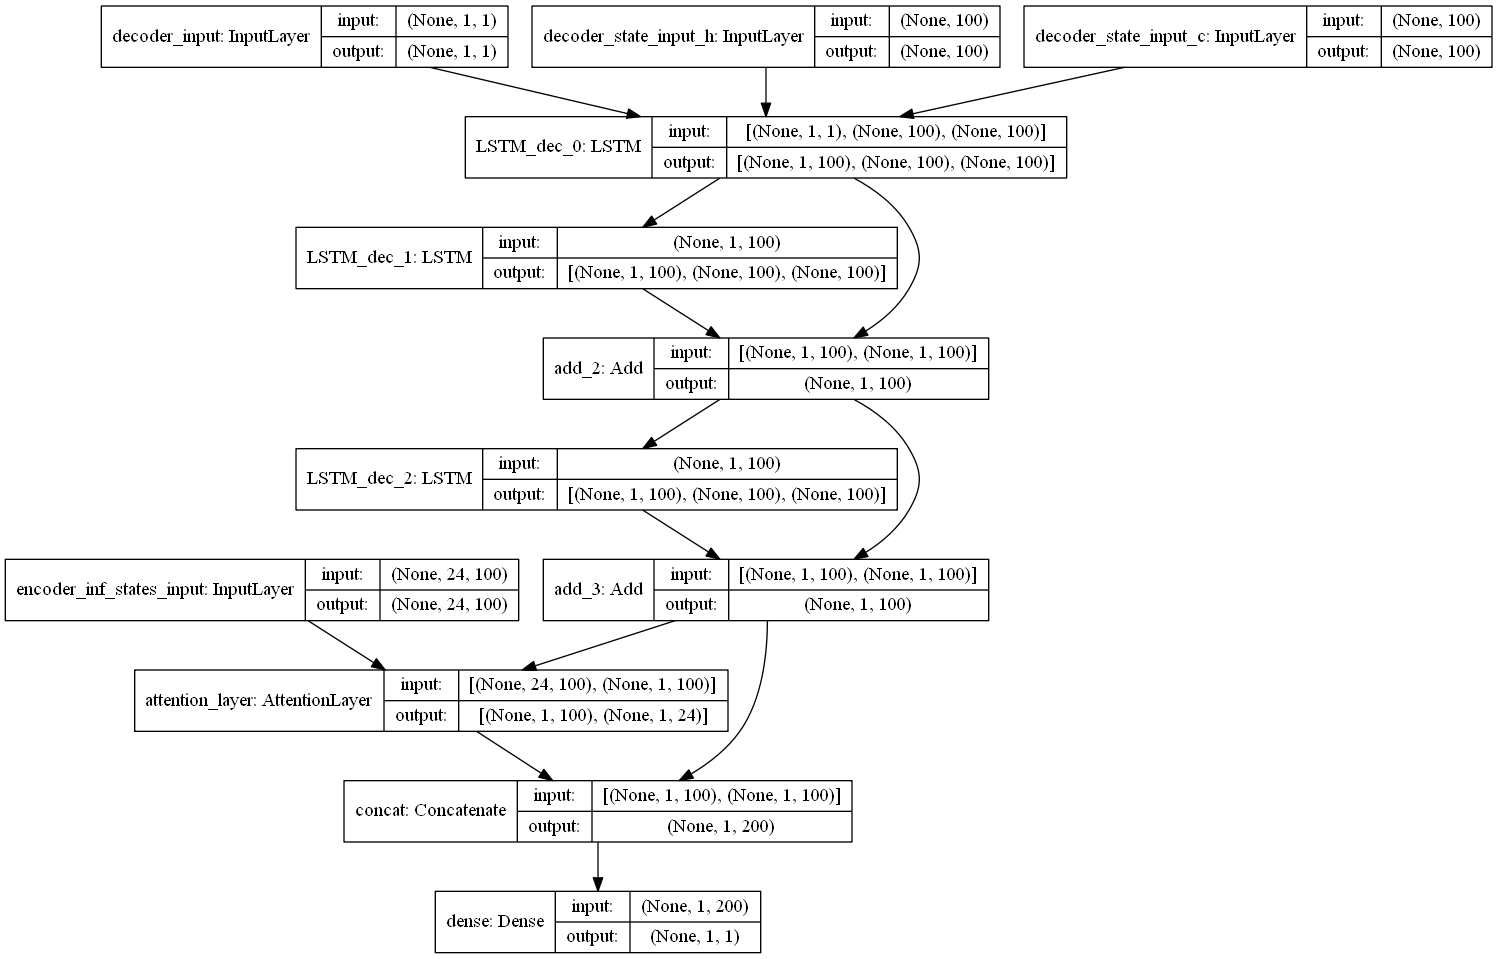 decoder_input: InputLayer
input: (None, 1, 1)
output: (None, 1, 1)
decoder_state_input_h: InputLayer
input: (None, 100)
output: (None, 100)
decoder_state_input_c: InputLayer
input: (None, 100)
output: (None, 100)
LSTM_dec_0: LSTM
input: [(None, 1, 1), (None, 100), (None, 100)]
output: [(None, 1, 100), (None, 100), (None, 100)]
LSTM_dec_1: LSTM
input: (None, 1, 100)
output: [(None, 1, 100), (None, 100), (None, 100)]
add_2: Add
input: [(None, 1, 100), (None, 1, 100)]
output: (None, 1, 100)
LSTM_dec_2: LSTM
input: (None, 1, 100)
output: [(None, 1, 100), (None, 100), (None, 100)]
encoder_inf_states_input: InputLayer
input: (None, 24, 100)
output: (None, 24, 100)
add_3: Add
input: [(None, 1, 100), (None, 1, 100)]
output: (None, 1, 100)
attention_layer: AttentionLayer
input: [(None, 24, 100), (None, 1, 100)]
output: [(None, 1, 100), (None, 1, 24)]
concat: Concatenate
input: [(None, 1, 100), (None, 1, 100)]
output: (None, 1, 200)
dense: Dense
input: (None, 1, 200)
output: (None, 1, 1)